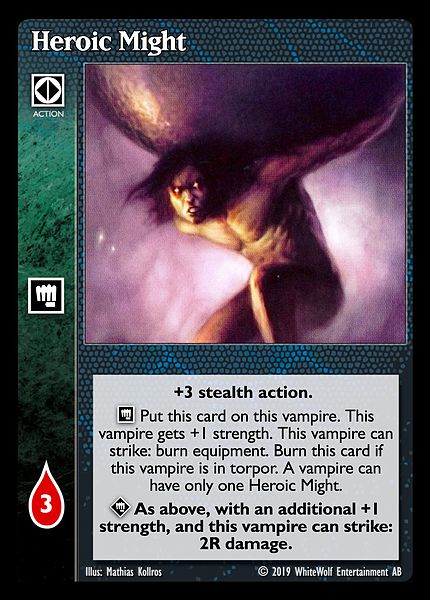 Heroic Might
ACTION
+3 stealth action.
Put this card on this vampire. This
vampire gets +1 strength. This vampire can
strike: burn equipment. Burn this card if
this vampire is in torpor. A vampire can
have only one Heroic Might.
As above, with an additional +1
strength, and this vampire can strike:
2R damage.
3
Illus: Mathias Kollros © 2019 WhiteWolf Entertainment AB